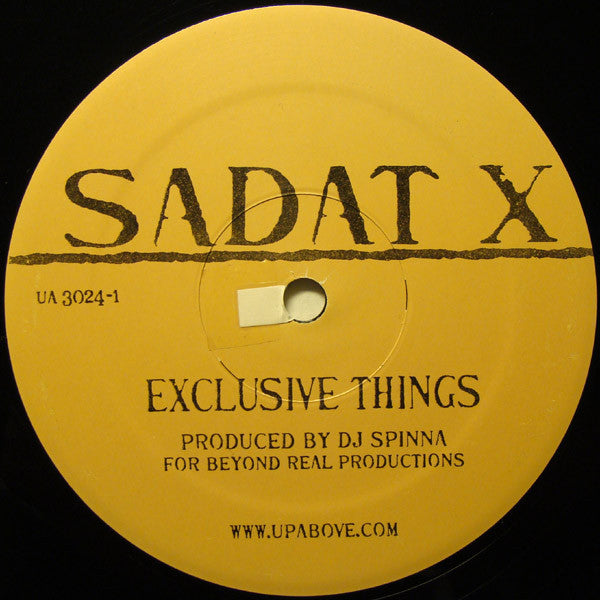 SADAT X
UA 3024-1
EXCLUSIVE THINGS
PRODUCED BY DJ SPINNA
FOR BEYOND REAL PRODUCTIONS
WWW.UPABOVE.COM